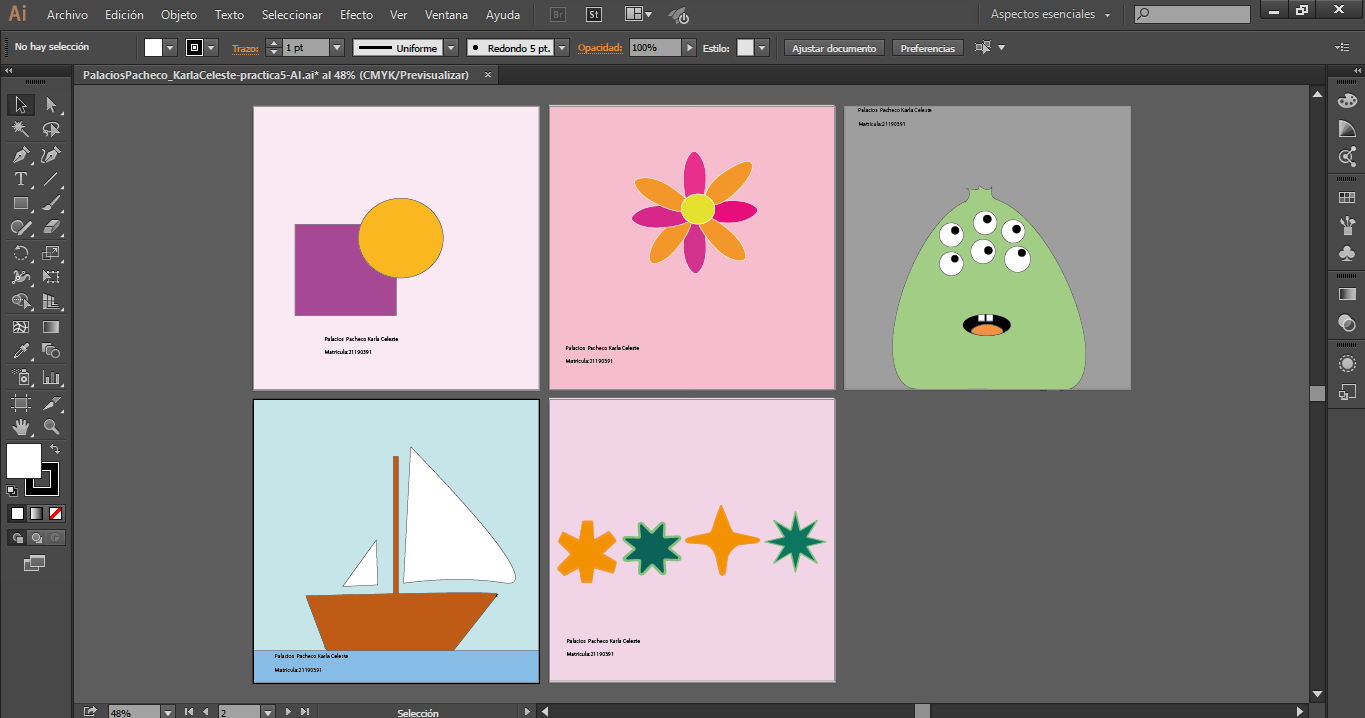 Ai Archivo Edición Objeto Texto Seleccionar Efecto Ver Ventana Ayuda Br St Aspectos esenciales
No hay selección Trazo: 1 pt Uniforme Redondo 5 pt. Opacidad: 100% Estilo: Ajustar documento Preferencias
PalaciosPacheco_KarlaCeleste-practica5-AI.ai* al 48% (CMYK/Previsualizar) ×
Palacios Pacheco Karla Celeste
Matricula:21190391
Palacios Pacheco Karla Celeste
Matricula:21190391
Palacios Pacheco Karla Celeste
Matricula:21190391
Palacios Pacheco Karla Celeste
Matricula:21190391
Palacios Pacheco Karla Celeste
Matricula:21190391
48% 2 Selección